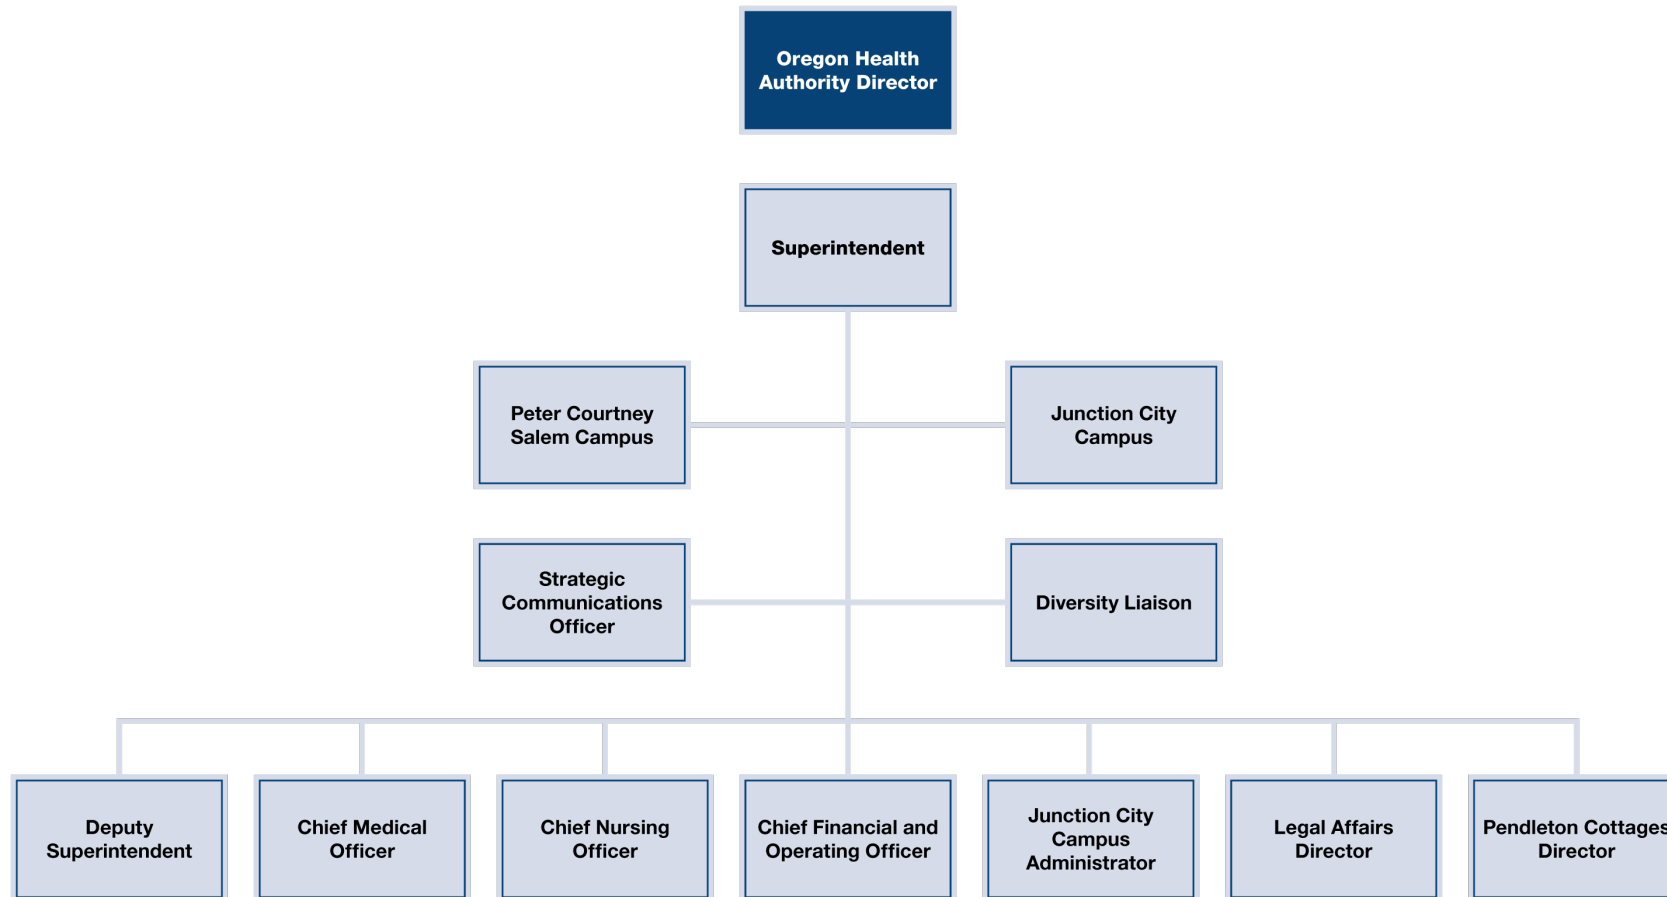 Oregon Health
Authority Director
Superintendent
Peter Courtney
Salem Campus
Junction City
Campus
Strategic
Communications
Officer
Diversity Liaison
Deputy
Superintendent
Chief Medical
Officer
Chief Nursing
Officer
Chief Financial and
Operating Officer
Junction City
Campus
Administrator
Legal Affairs
Director
Pendleton Cottages
Director